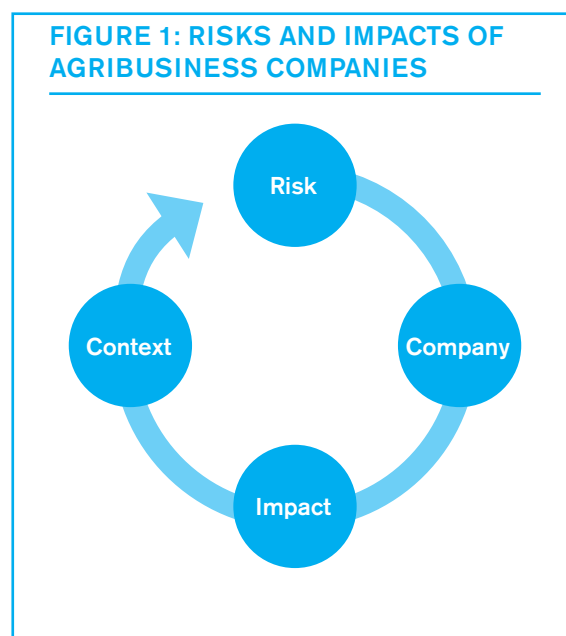 FIGURE 1: RISKS AND IMPACTS OF
AGRIBUSINESS COMPANIES
Risk
Company
Impact
Context